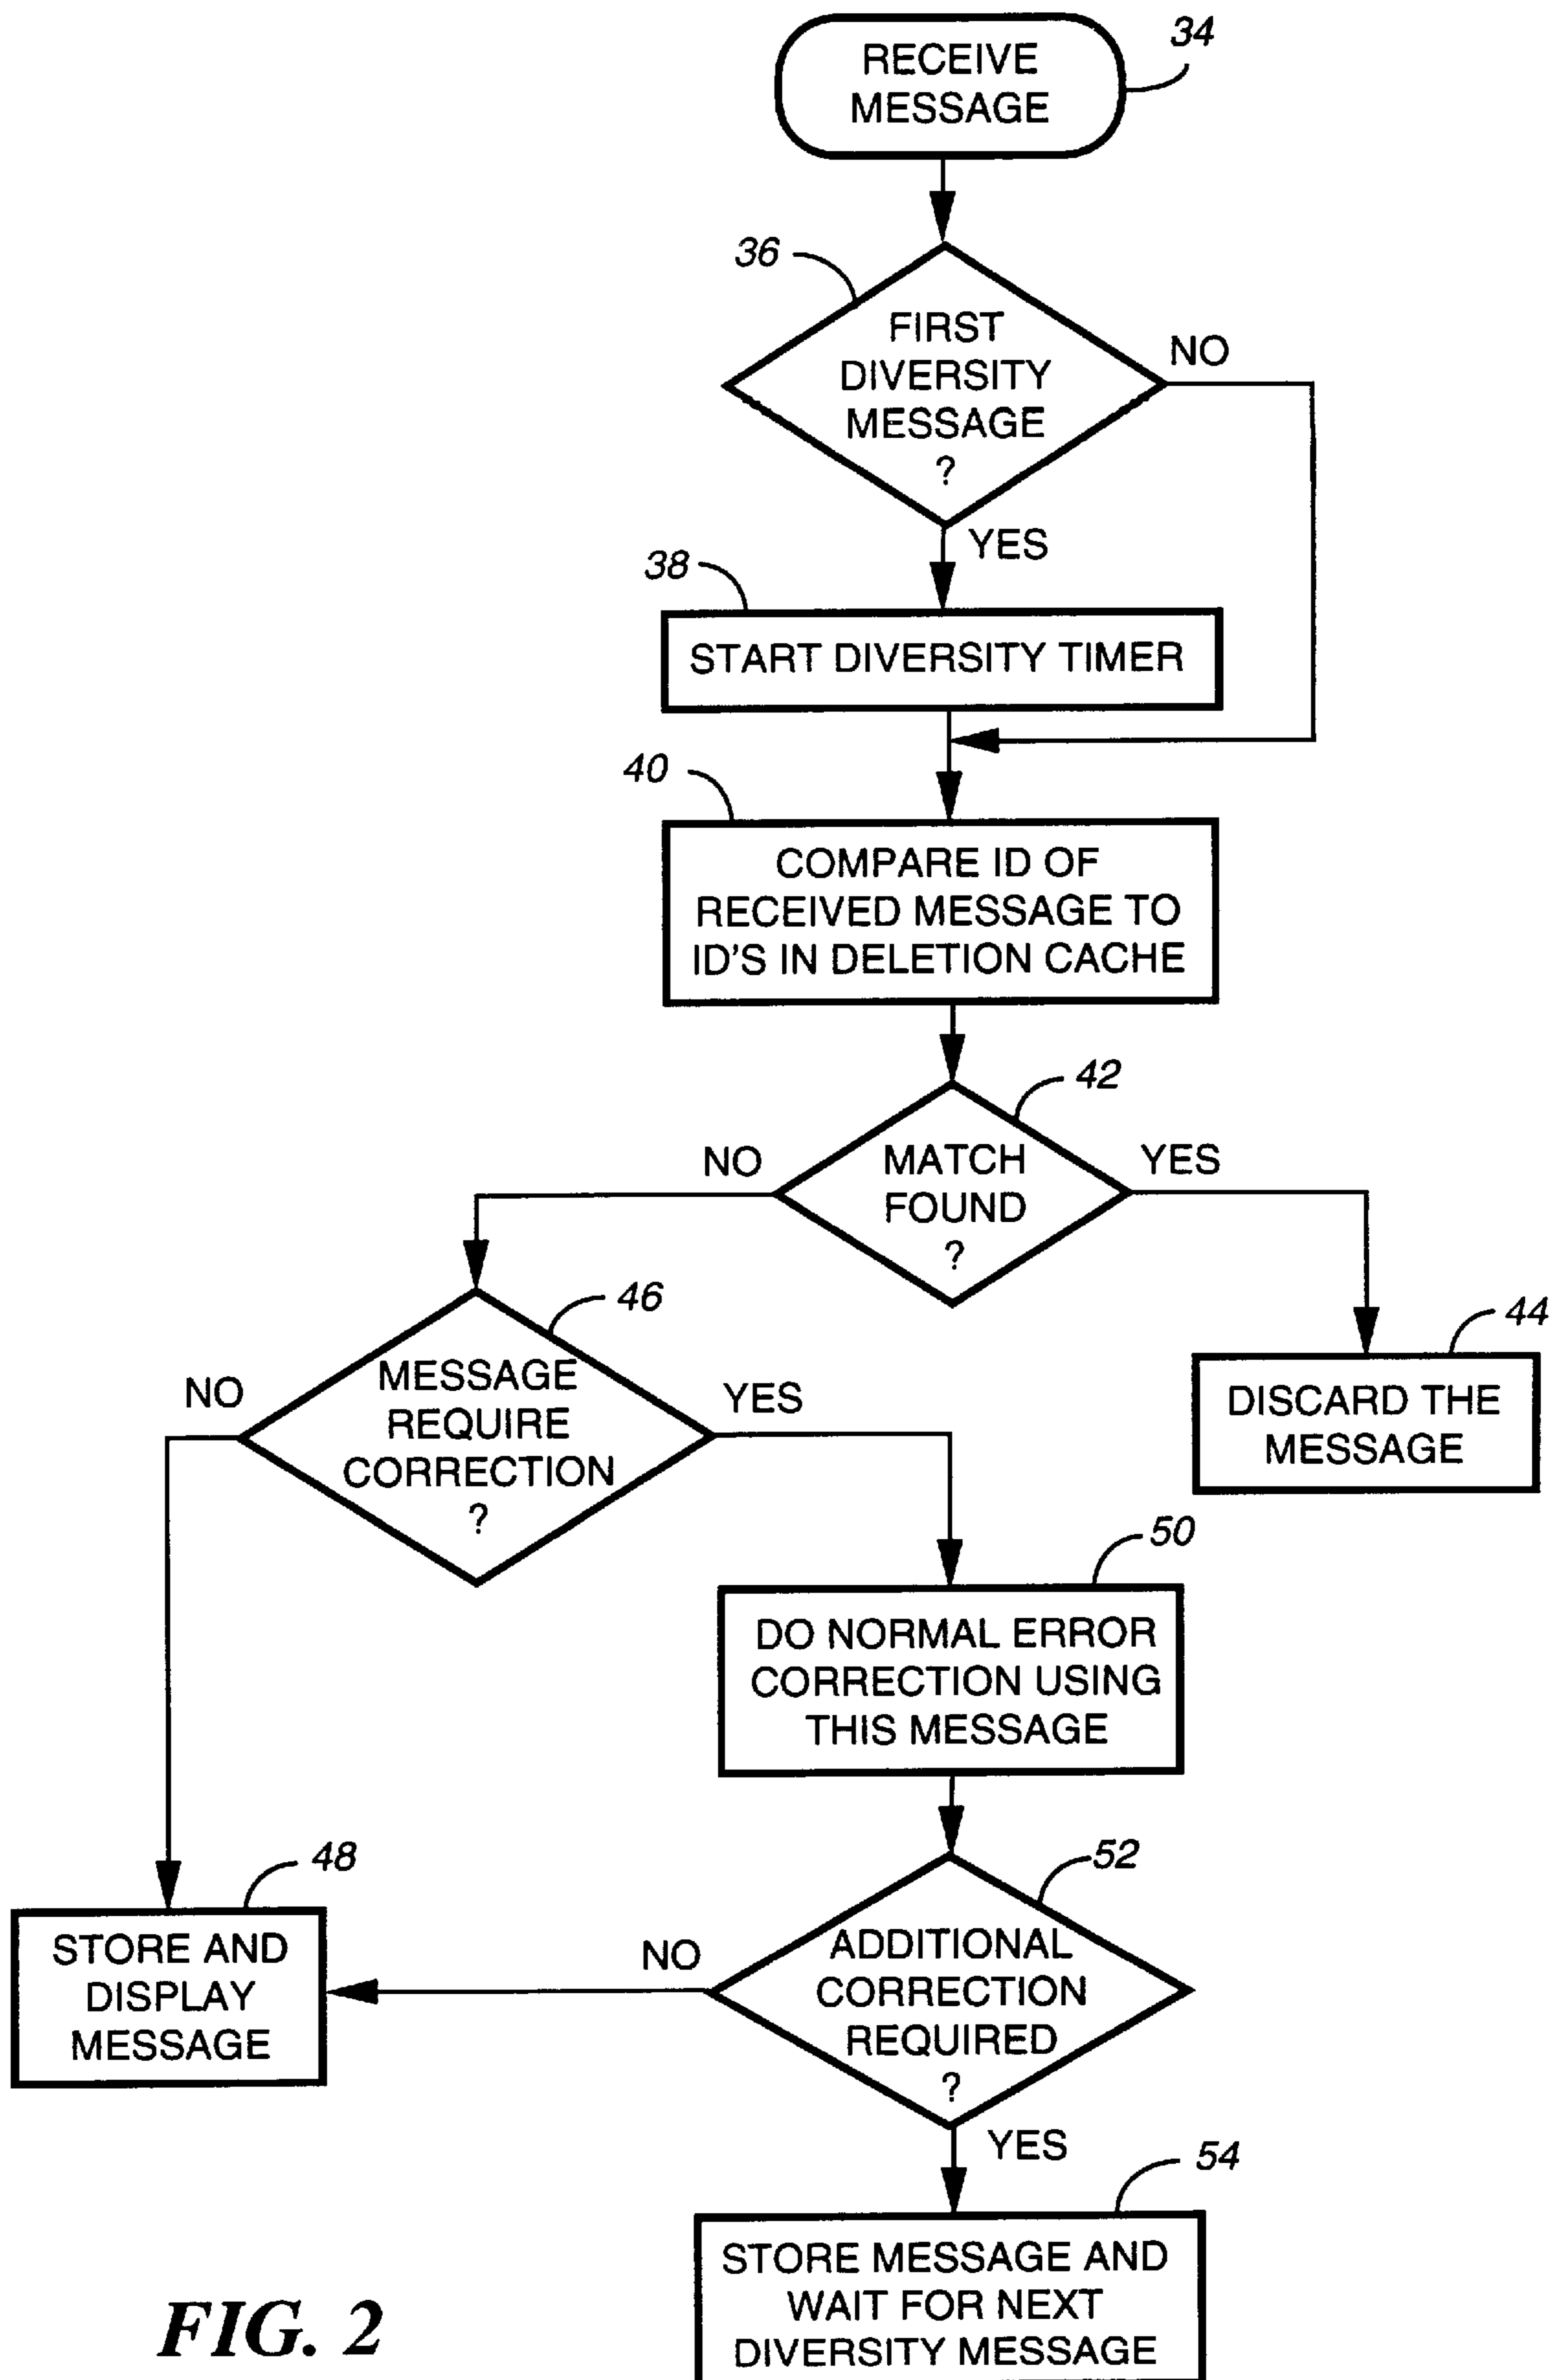 RECEIVE
MESSAGE
34
36
FIRST
DIVERSITY
MESSAGE
?
NO
YES
38
START DIVERSITY TIMER
40
COMPARE ID OF
RECEIVED MESSAGE TO
ID'S IN DELETION CACHE
42
NO
MATCH
FOUND
?
YES
46
44
NO
MESSAGE
REQUIRE
CORRECTION
?
YES
DISCARD THE
MESSAGE
50
DO NORMAL ERROR
CORRECTION USING
THIS MESSAGE
48
52
STORE AND
DISPLAY
MESSAGE
NO
ADDITIONAL
CORRECTION
REQUIRED
?
YES
54
STORE MESSAGE AND
WAIT FOR NEXT
DIVERSITY MESSAGE
FIG. 2